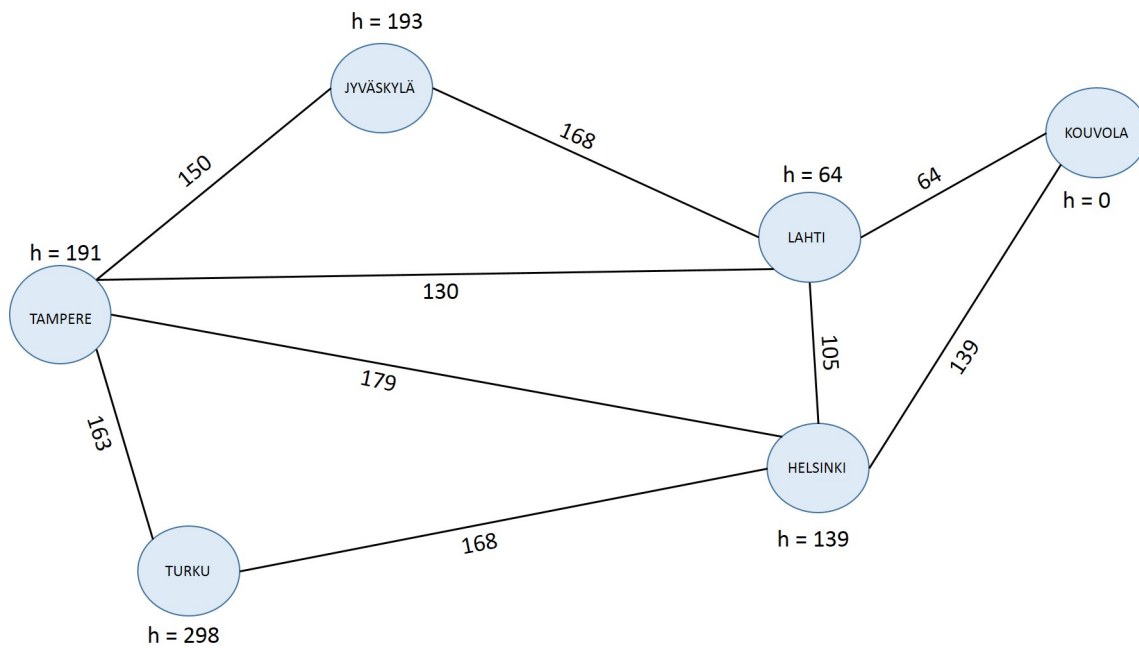 h = 193
JYVÄSKYLÄ
168
150
h = 64
64
KOUVOLA
h = 0
LAHTI
h = 191
TAMPERE
130
105
139
179
163
HELSINKI
h = 139
168
TURKU
h = 298